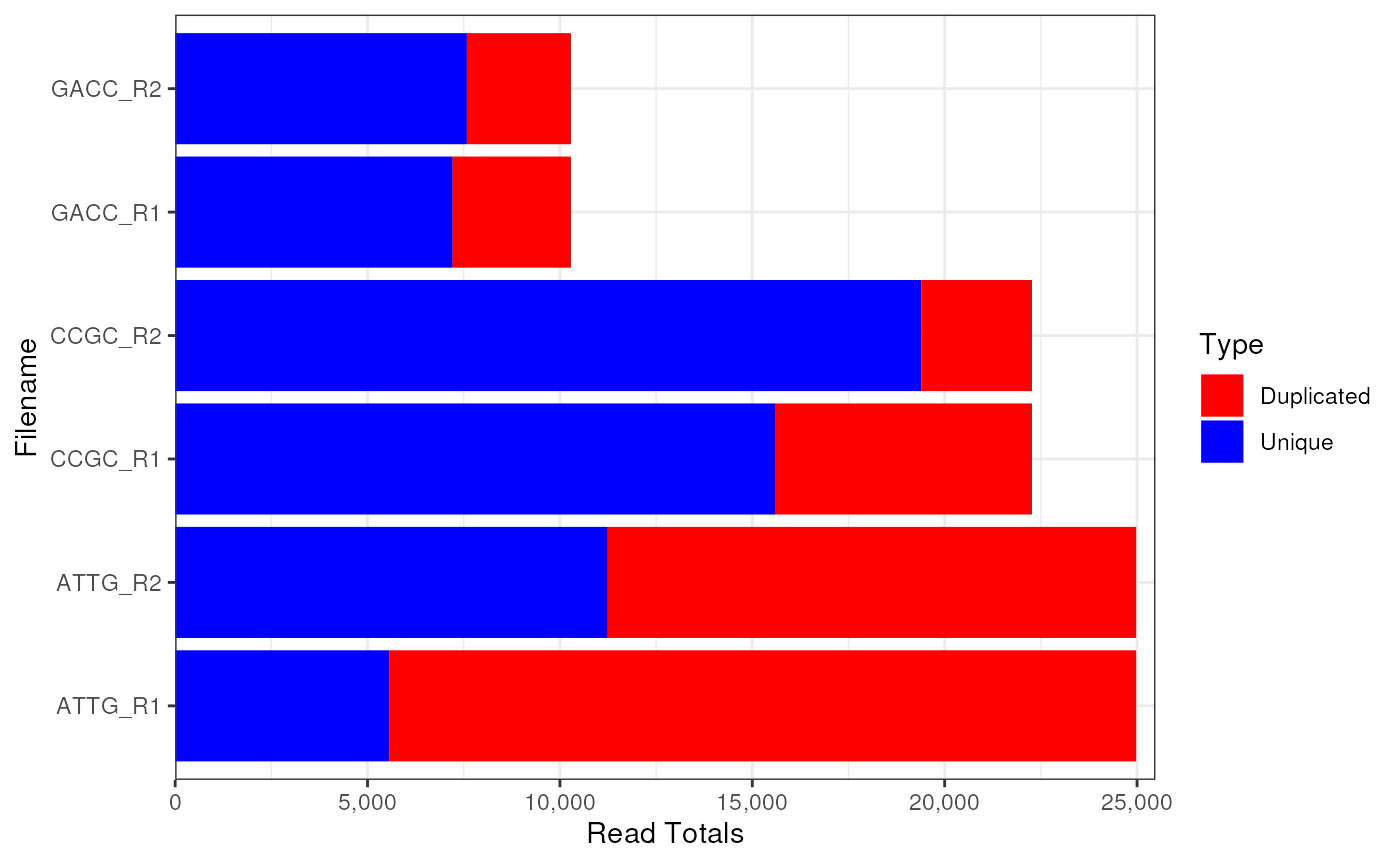 GACC_R2
GACC_R1
CCGC_R2
CCGC_R1
ATTG_R2
ATTG_R1
Filename
0 5,000 10,000 15,000 20,000 25,000
Read Totals
Type
Duplicated
Unique